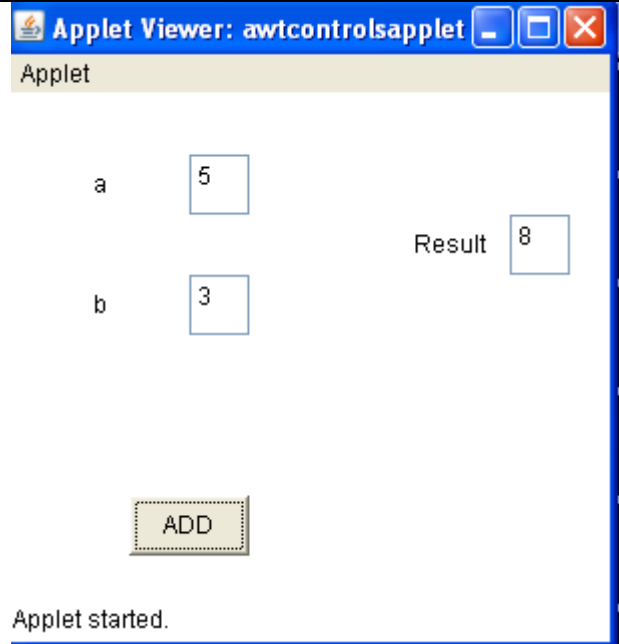 Applet Viewer: awtcontrolsapplet
Applet
a 5
Result 8
b 3
ADD
Applet started.